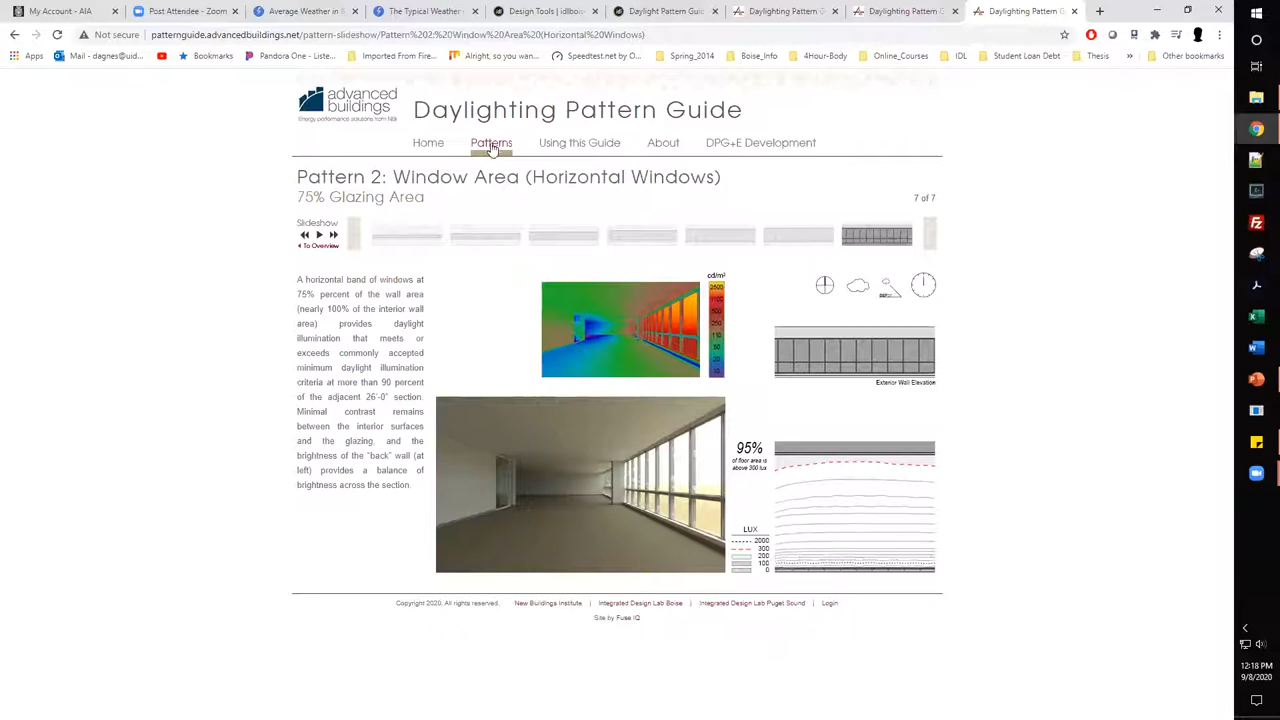 My Account - AIA
Post Attendee - Zoom
Average Weather in B
The Typical Weather
Design Tools | idlboi
Daylight Pattern Guid
Daylighting Pattern G
Daylighting Pattern G
Daylighting Pattern G
Not secure | patternguide.advancedbuildings.net/pattern-slideshow/Pattern%202:%20Window%20Area%20(Horizontal%20Windows)
Apps
Mail - dagnes@uid...
Bookmarks
Pandora One - Liste...
Imported From Fire...
Alright, so you wan...
Speedtest.net by O...
Spring_2014
Boise_Info
4Hour-Body
Online_Courses
IDL
Student Loan Debt
Thesis
»
Other bookmarks
advanced
buildings
Energy performance solutions from NBI
Daylighting Pattern Guide
Home
Patterns
Using this Guide
About
DPG+E Development
Pattern 2: Window Area (Horizontal Windows)
75% Glazing Area
7 of 7
Slideshow
To Overview
A horizontal band of windows at
75% percent of the wall area
(nearly 100% of the interior wall
area) provides daylight
illumination that meets or
exceeds commonly accepted
minimum daylight illumination
criteria at more than 90 percent
of the adjacent 26'-0" section.
Minimal contrast remains
between the interior surfaces
and the glazing, and the
brightness of the "back" wall (at
left) provides a balance of
brightness across the section.
cd/m²
2500
1100
500
250
110
50
20
10
Exterior Wall Elevation
95%
of floor area is
above 300 lux
LUX
2000
300
200
100
0
Copyright 2020. All rights reserved.
New Buildings Institute | Integrated Design Lab Boise | Integrated Design Lab Puget Sound | Login
Site by Fuse IQ
12:18 PM
9/8/2020